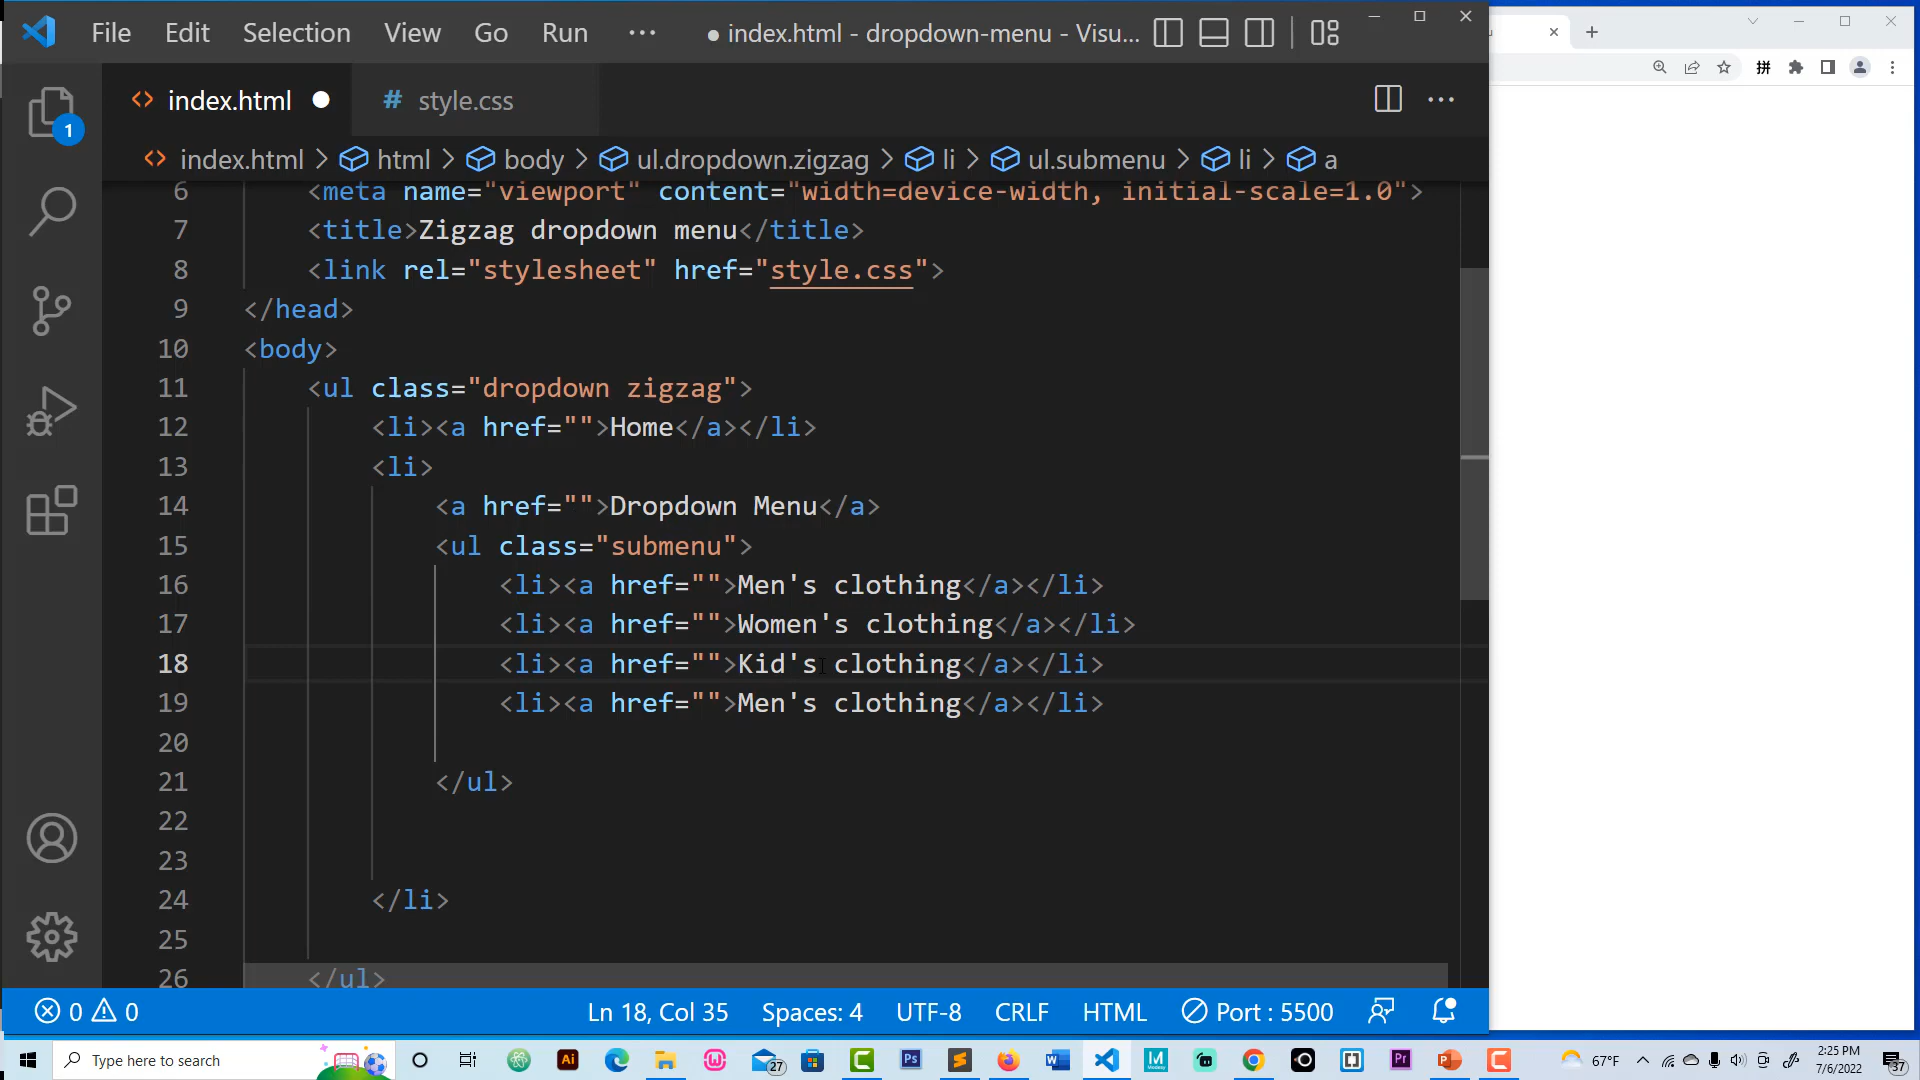 File Edit Selection View Go Run ··· ● index.html - dropdown-menu - Visu...
<> index.html ● # style.css
<> index.html > html > body > ul.dropdown.zigzag > li > ul.submenu > li > a
1
6 <meta name="viewport" content="width=device-width, initial-scale=1.0">
7 <title>Zigzag dropdown menu</title>
8 <link rel="stylesheet" href="style.css">
9 </head>
10 <body>
11 <ul class="dropdown zigzag">
12 <li><a href="">Home</a></li>
13 <li>
14 <a href="">Dropdown Menu</a>
15 <ul class="submenu">
16 <li><a href="">Men's clothing</a></li>
17 <li><a href="">Women's clothing</a></li>
18 <li><a href="">Kid's clothing</a></li>
19 <li><a href="">Men's clothing</a></li>
20
21 </ul>
22
23
24 </li>
25
26 </ul>
0 0 Ln 18, Col 35 Spaces: 4 UTF-8 CRLF HTML Port : 5500
Type here to search Ai 27 Ps Pr 67°F 2:25 PM
7/6/2022 37